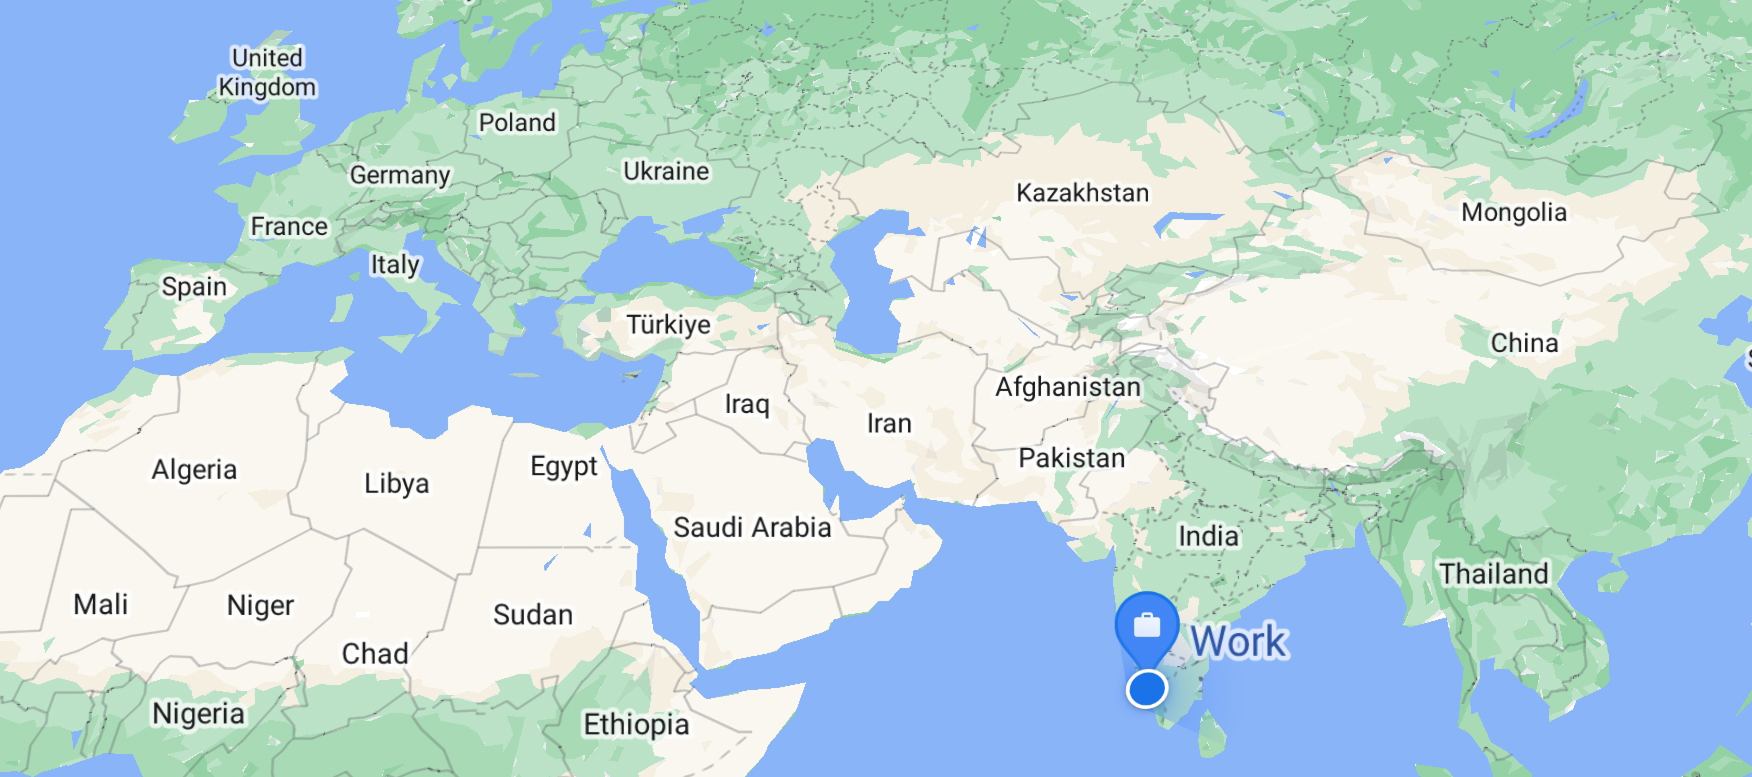 United
Kingdom
Poland
Germany
Ukraine
France
Italy
Spain
Kazakhstan
Mongolia
Türkiye
China
S
Iraq
Iran
Afghanistan
Pakistan
Algeria
Libya
Egypt
Saudi Arabia
India
Thailand
Mali
Niger
Chad
Sudan
Work
Nigeria
Ethiopia